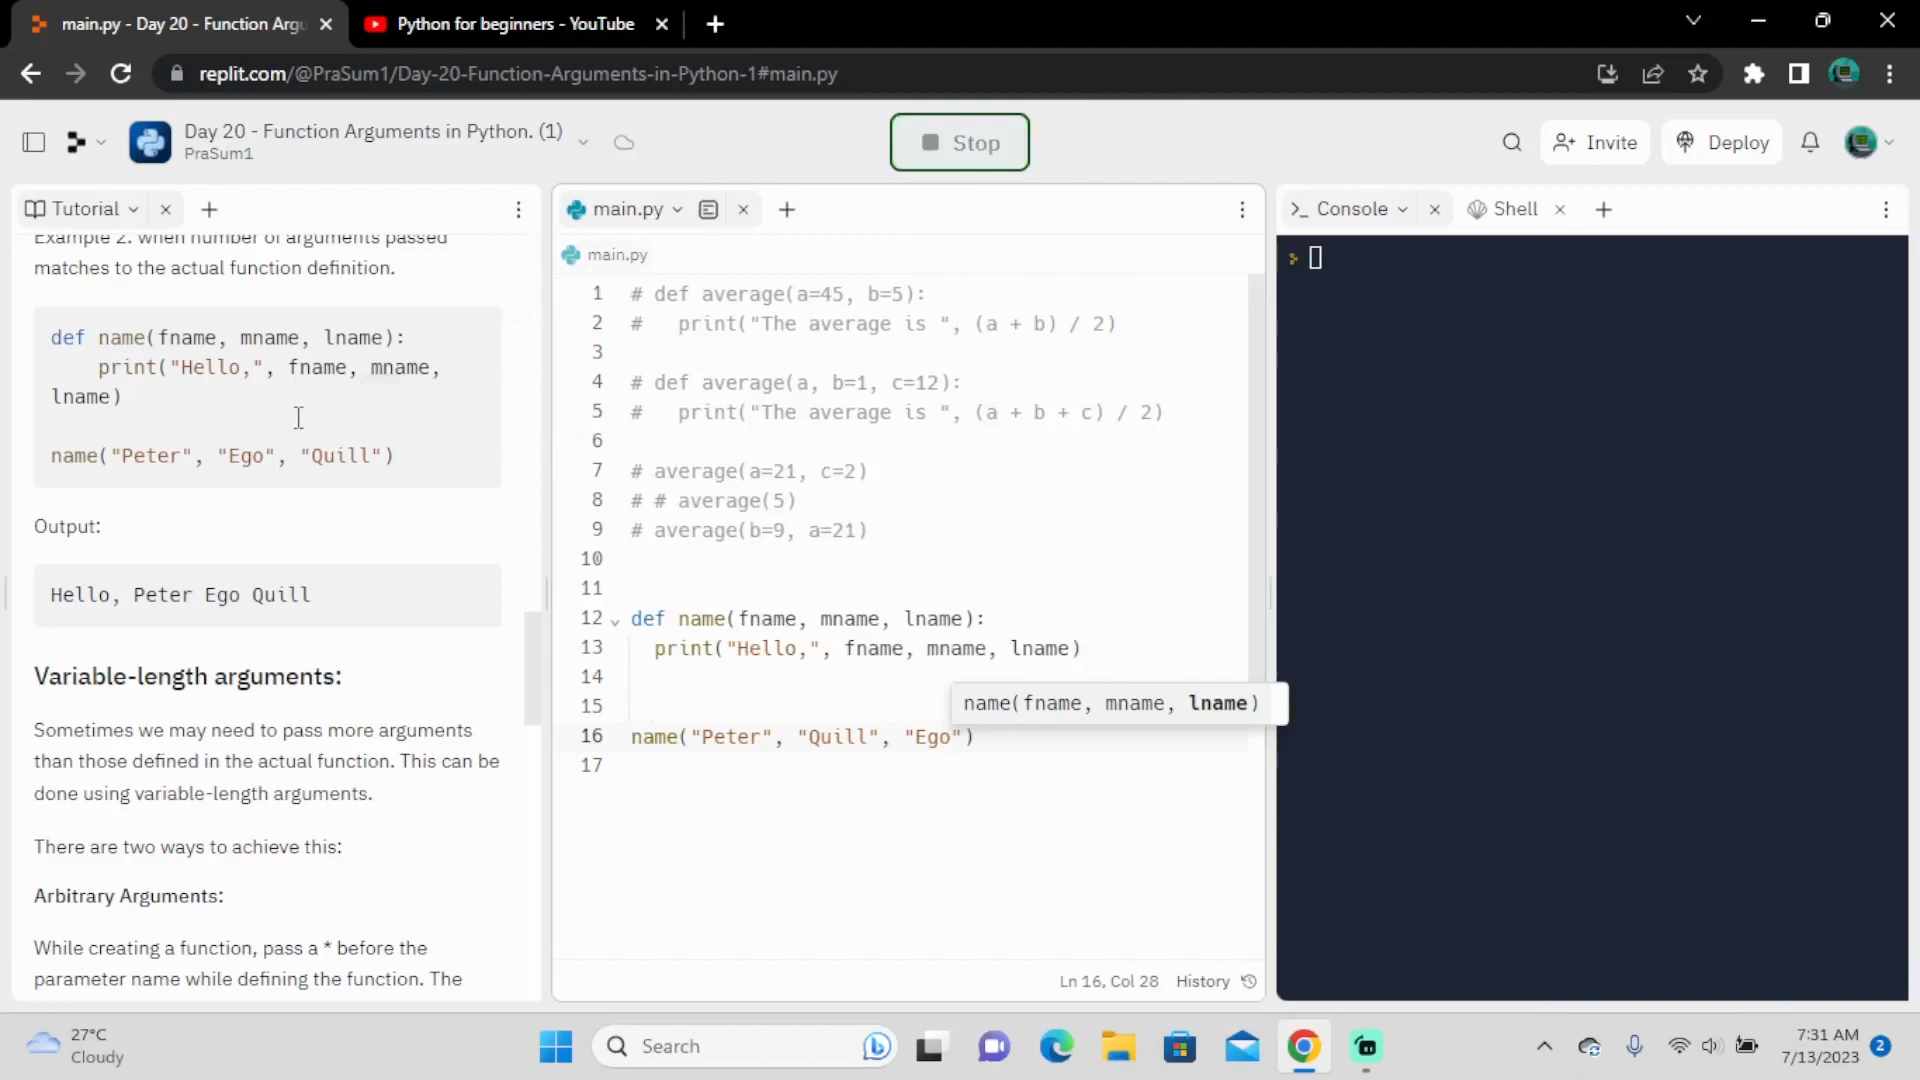 main.py - Day 20 - Function Argu
Python for beginners - YouTube
replit.com/@PraSum1/Day-20-Function-Arguments-in-Python-1#main.py
Day 20 - Function Arguments in Python. (1)
PraSum1
Stop
Invite
Deploy
Tutorial
Example 2: when number of arguments passed
matches to the actual function definition.
def name(fname, mname, lname):
print("Hello,", fname, mname,
lname)
name("Peter", "Ego", "Quill")
Output:
Hello, Peter Ego Quill
Variable-length arguments:
Sometimes we may need to pass more arguments
than those defined in the actual function. This can be
done using variable-length arguments.
There are two ways to achieve this:
Arbitrary Arguments:
While creating a function, pass a * before the
parameter name while defining the function. The
main.py
main.py
1 # def average(a=45, b=5):
2 #   print("The average is ", (a + b) / 2)
3
4 # def average(a, b=1, c=12):
5 #   print("The average is ", (a + b + c) / 2)
6
7 # average(a=21, c=2)
8 # # average(5)
9 # average(b=9, a=21)
10
11
12 def name(fname, mname, lname):
13   print("Hello,", fname, mname, lname)
14
15
name(fname, mname, lname)
16 name("Peter", "Quill", "Ego")
17
Ln 16, Col 28 History
Console
Shell
27°C
Cloudy
Search
7:31 AM
7/13/2023
2